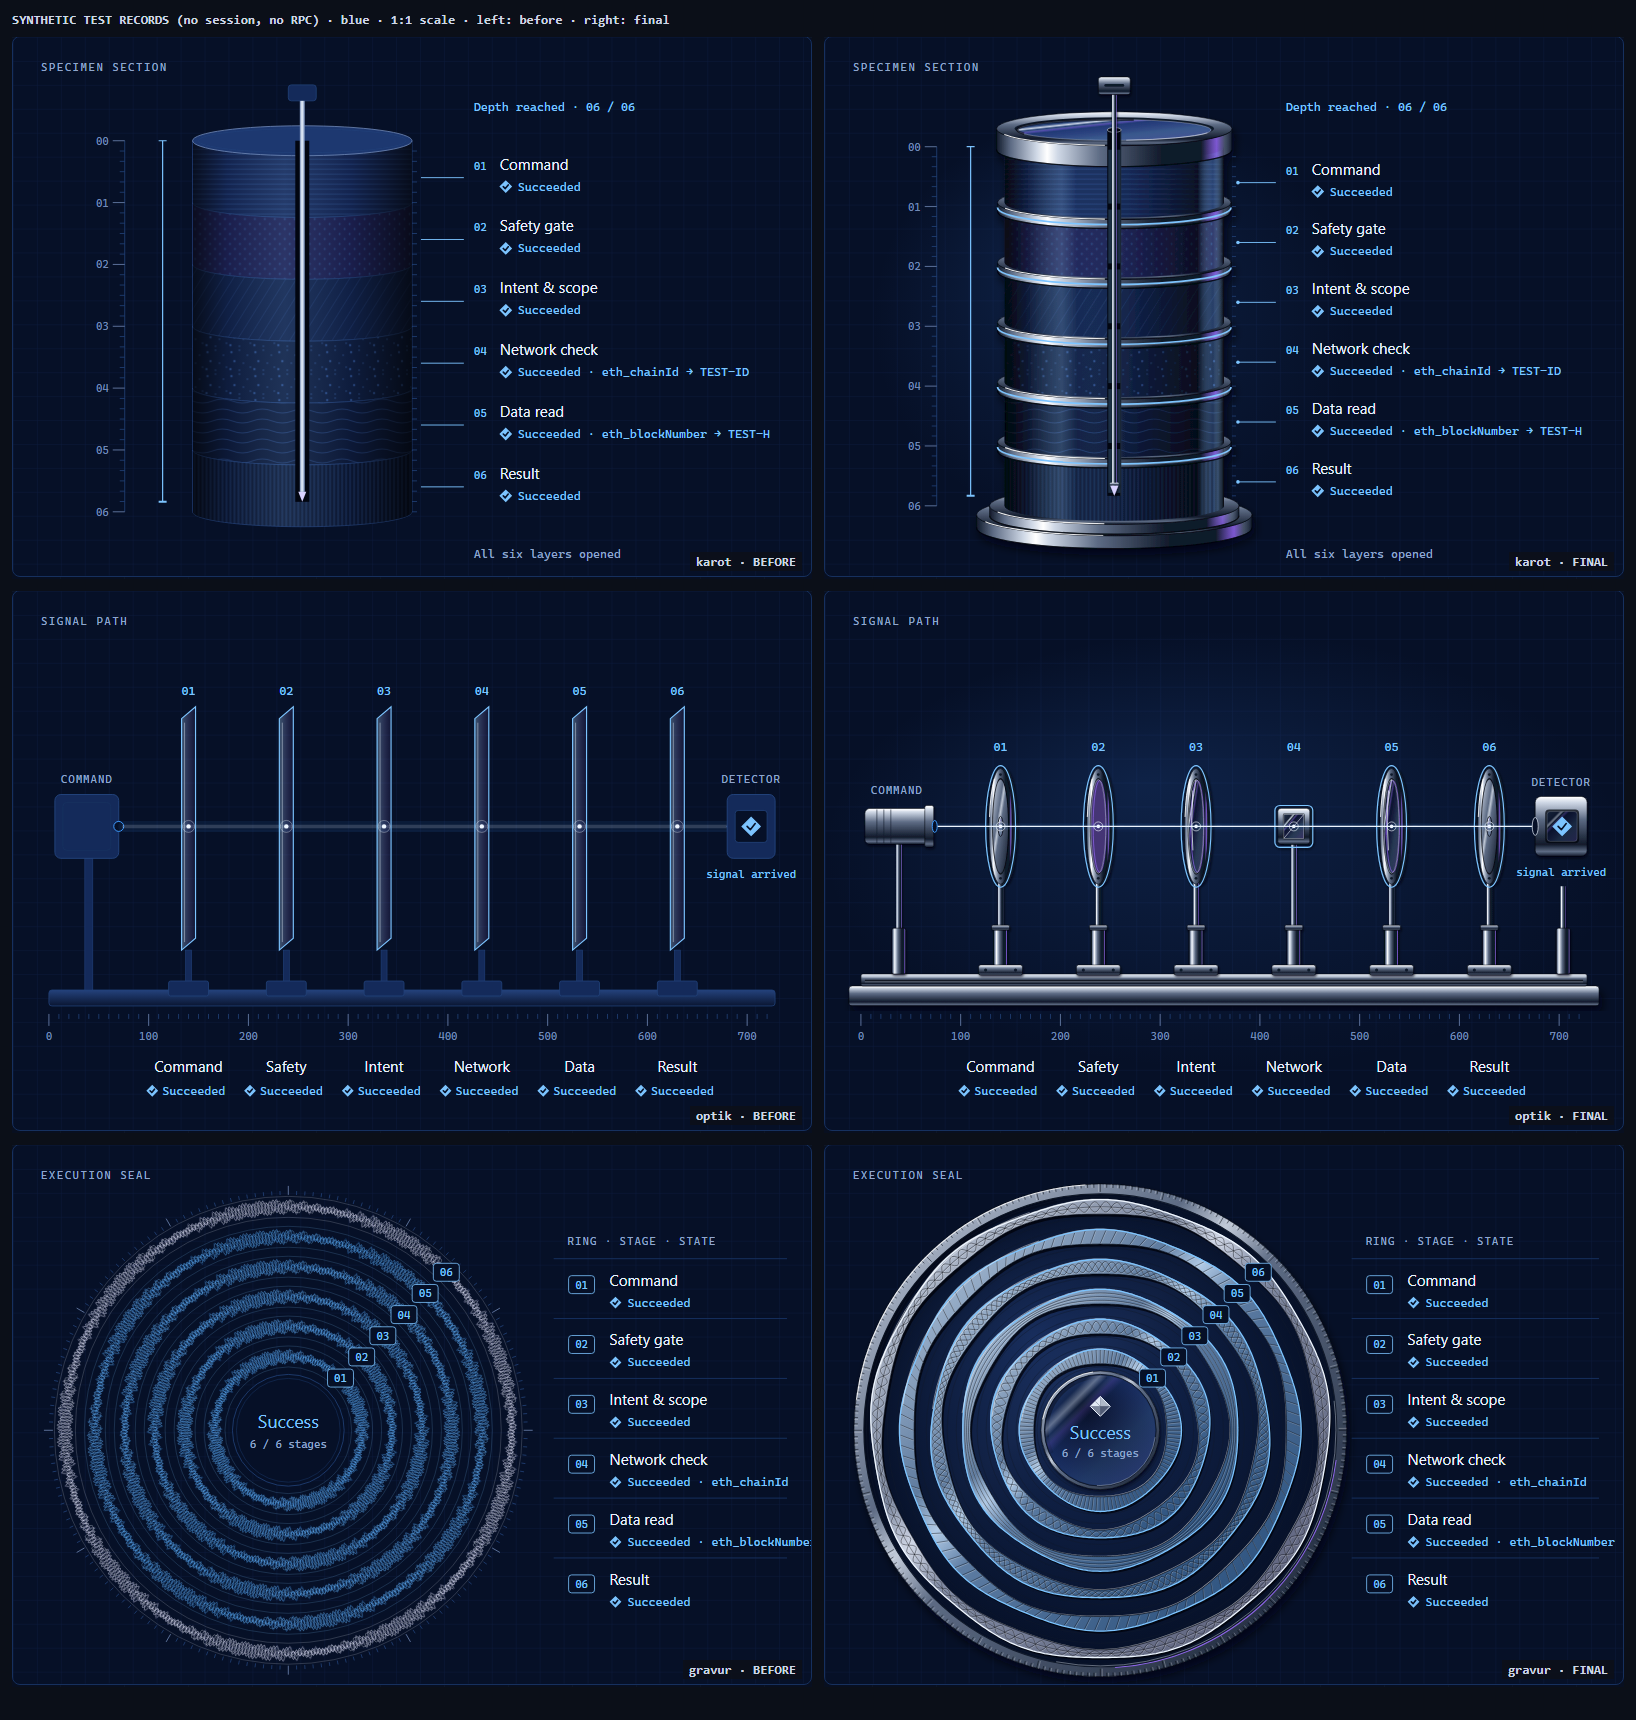 SYNTHETIC TEST RECORDS (no session, no RPC) · blue · 1:1 scale · left: before · right: final
SPECIMEN SECTION
Depth reached · 06 / 06
00
01
02
03
04
05
06
01 Command
Succeeded
02 Safety gate
Succeeded
03 Intent & scope
Succeeded
04 Network check
Succeeded · eth_chainId → TEST-ID
05 Data read
Succeeded · eth_blockNumber → TEST-H
06 Result
Succeeded
All six layers opened
karot · BEFORE
SPECIMEN SECTION
Depth reached · 06 / 06
00
01
02
03
04
05
06
01 Command
Succeeded
02 Safety gate
Succeeded
03 Intent & scope
Succeeded
04 Network check
Succeeded · eth_chainId → TEST-ID
05 Data read
Succeeded · eth_blockNumber → TEST-H
06 Result
Succeeded
All six layers opened
karot · FINAL
SIGNAL PATH
01 02 03 04 05 06
COMMAND
DETECTOR
signal arrived
0 100 200 300 400 500 600 700
Command Safety Intent Network Data Result
Succeeded Succeeded Succeeded Succeeded Succeeded Succeeded
optik · BEFORE
SIGNAL PATH
01 02 03 04 05 06
COMMAND
DETECTOR
signal arrived
0 100 200 300 400 500 600 700
Command Safety Intent Network Data Result
Succeeded Succeeded Succeeded Succeeded Succeeded Succeeded
optik · FINAL
EXECUTION SEAL
06
05
04
03
02
01
Success
6 / 6 stages
RING · STAGE · STATE
01 Command
Succeeded
02 Safety gate
Succeeded
03 Intent & scope
Succeeded
04 Network check
Succeeded · eth_chainId
05 Data read
Succeeded · eth_blockNumbe
06 Result
Succeeded
gravur · BEFORE
EXECUTION SEAL
06
05
04
03
02
01
Success
6 / 6 stages
RING · STAGE · STATE
01 Command
Succeeded
02 Safety gate
Succeeded
03 Intent & scope
Succeeded
04 Network check
Succeeded · eth_chainId
05 Data read
Succeeded · eth_blockNumber
06 Result
Succeeded
gravur · FINAL